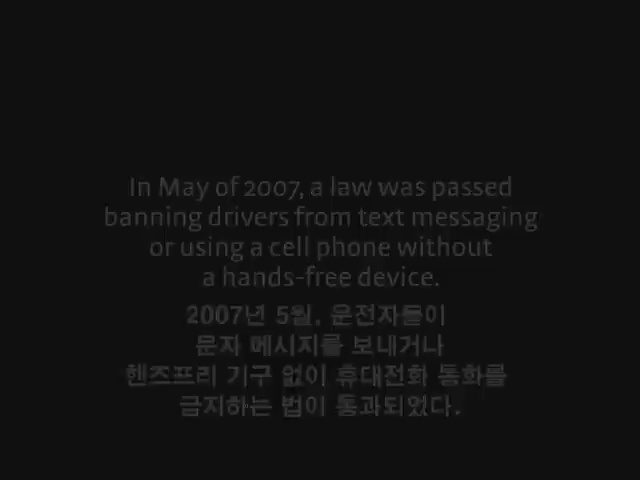 In May of 2007, a law was passed
banning drivers from text messaging
or using a cell phone without
a hands-free device.
2007년 5월, 운전자들이
문자 메시지를 보내거나
핸즈프리 기구 없이 휴대전화 통화를
금지하는 법이 통과되었다.